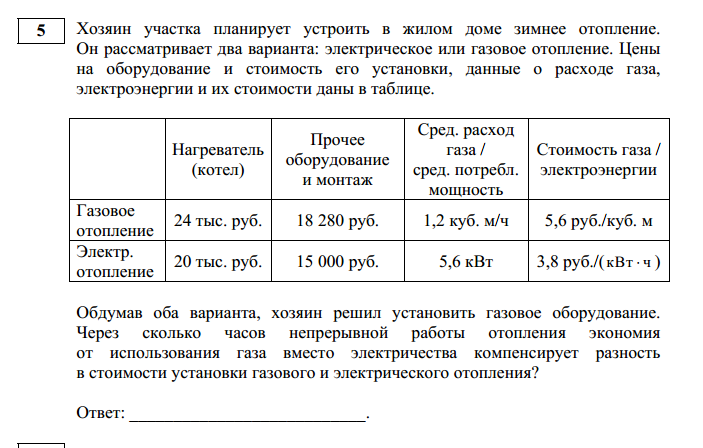 5
Хозяин участка планирует устроить в жилом доме зимнее отопление.
Он рассматривает два варианта: электрическое или газовое отопление. Цены
на оборудование и стоимость его установки, данные о расходе газа,
электроэнергии и их стоимости даны в таблице.
Нагреватель
(котел)
Прочее
оборудование
и монтаж
Сред. расход
газа /
сред. потребл.
мощность
Стоимость газа /
электроэнергии
Газовое
отопление
24 тыс. руб.
18 280 руб.
1,2 куб. м/ч
5,6 руб./куб. м
Электр.
отопление
20 тыс. руб.
15 000 руб.
5,6 кВт
3,8 руб./( кВт · ч )
Обдумав оба варианта, хозяин решил установить газовое оборудование.
Через сколько часов непрерывной работы отопления экономия
от использования газа вместо электричества компенсирует разность
в стоимости установки газового и электрического отопления?
Ответ: ___________________________.